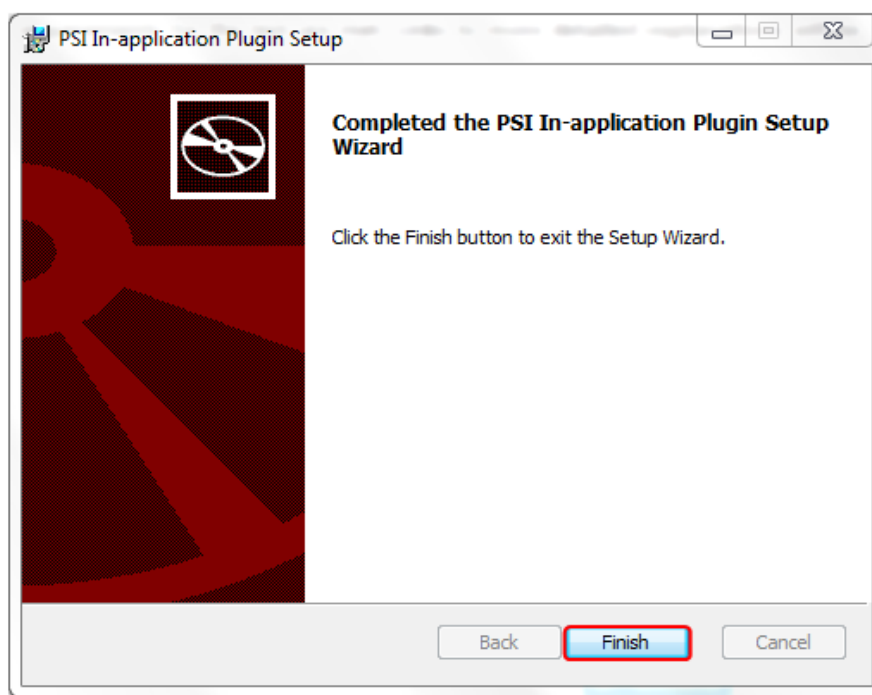 PSI In-application Plugin Setup
Completed the PSI In-application Plugin Setup
Wizard
Click the Finish button to exit the Setup Wizard.
Back Finish Cancel